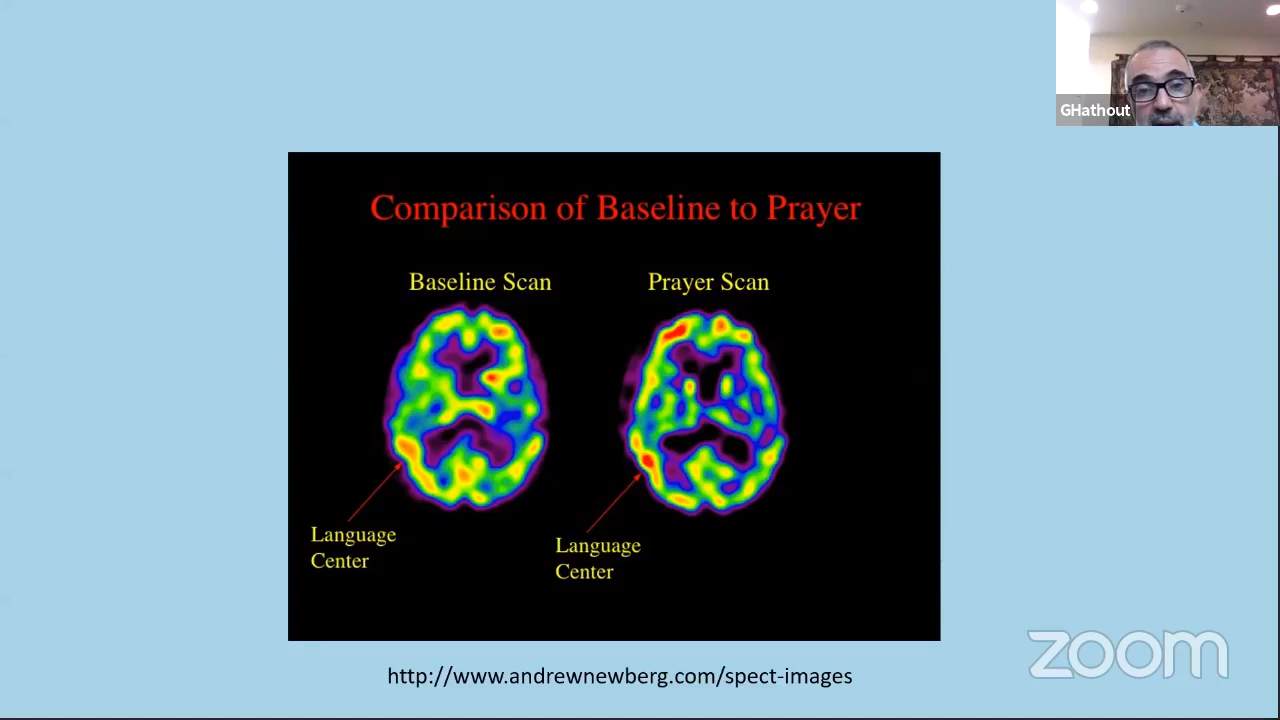 GHathout
Comparison of Baseline to Prayer
Baseline Scan
Prayer Scan
Language
Center
Language
Center
http://www.andrewnewberg.com/spect-images
zoom